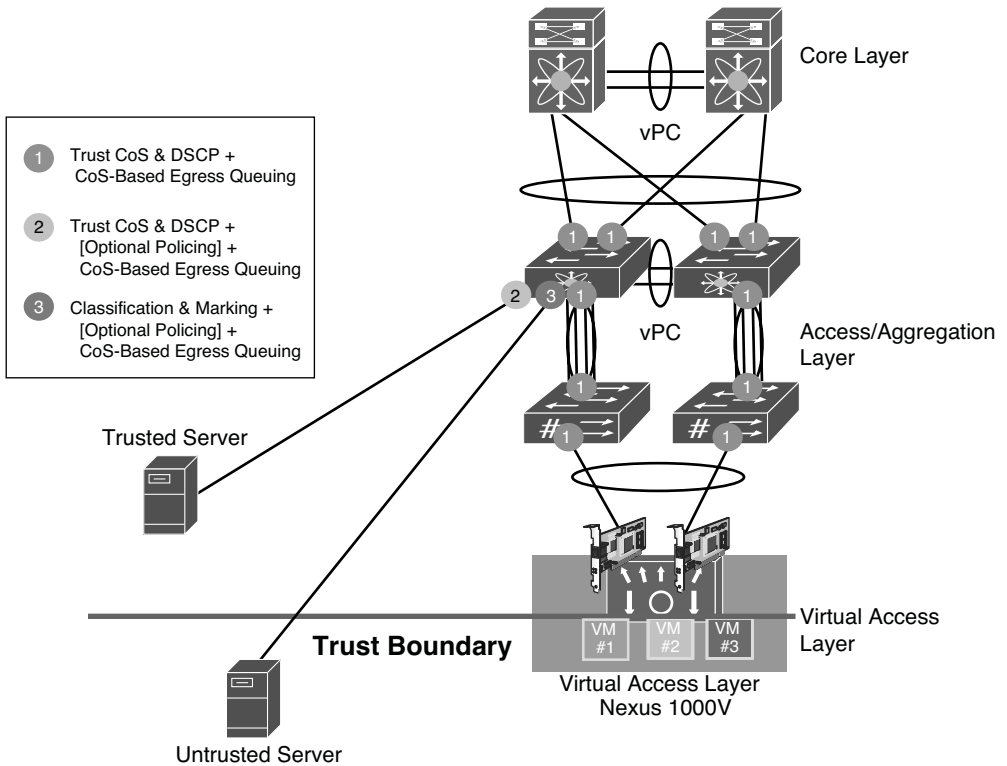 Core Layer
vPC
1 Trust CoS & DSCP +
CoS-Based Egress Queuing
2 Trust CoS & DSCP +
[Optional Policing] +
CoS-Based Egress Queuing
3 Classification & Marking +
[Optional Policing] +
CoS-Based Egress Queuing
1 1 1 1
2 3 1 1
vPC
Access/Aggregation
Layer
1 1
# #
1 1
Trusted Server
Trust Boundary
Virtual Access
Layer
VM
#1
VM
#2
VM
#3
Virtual Access Layer
Nexus 1000V
Untrusted Server